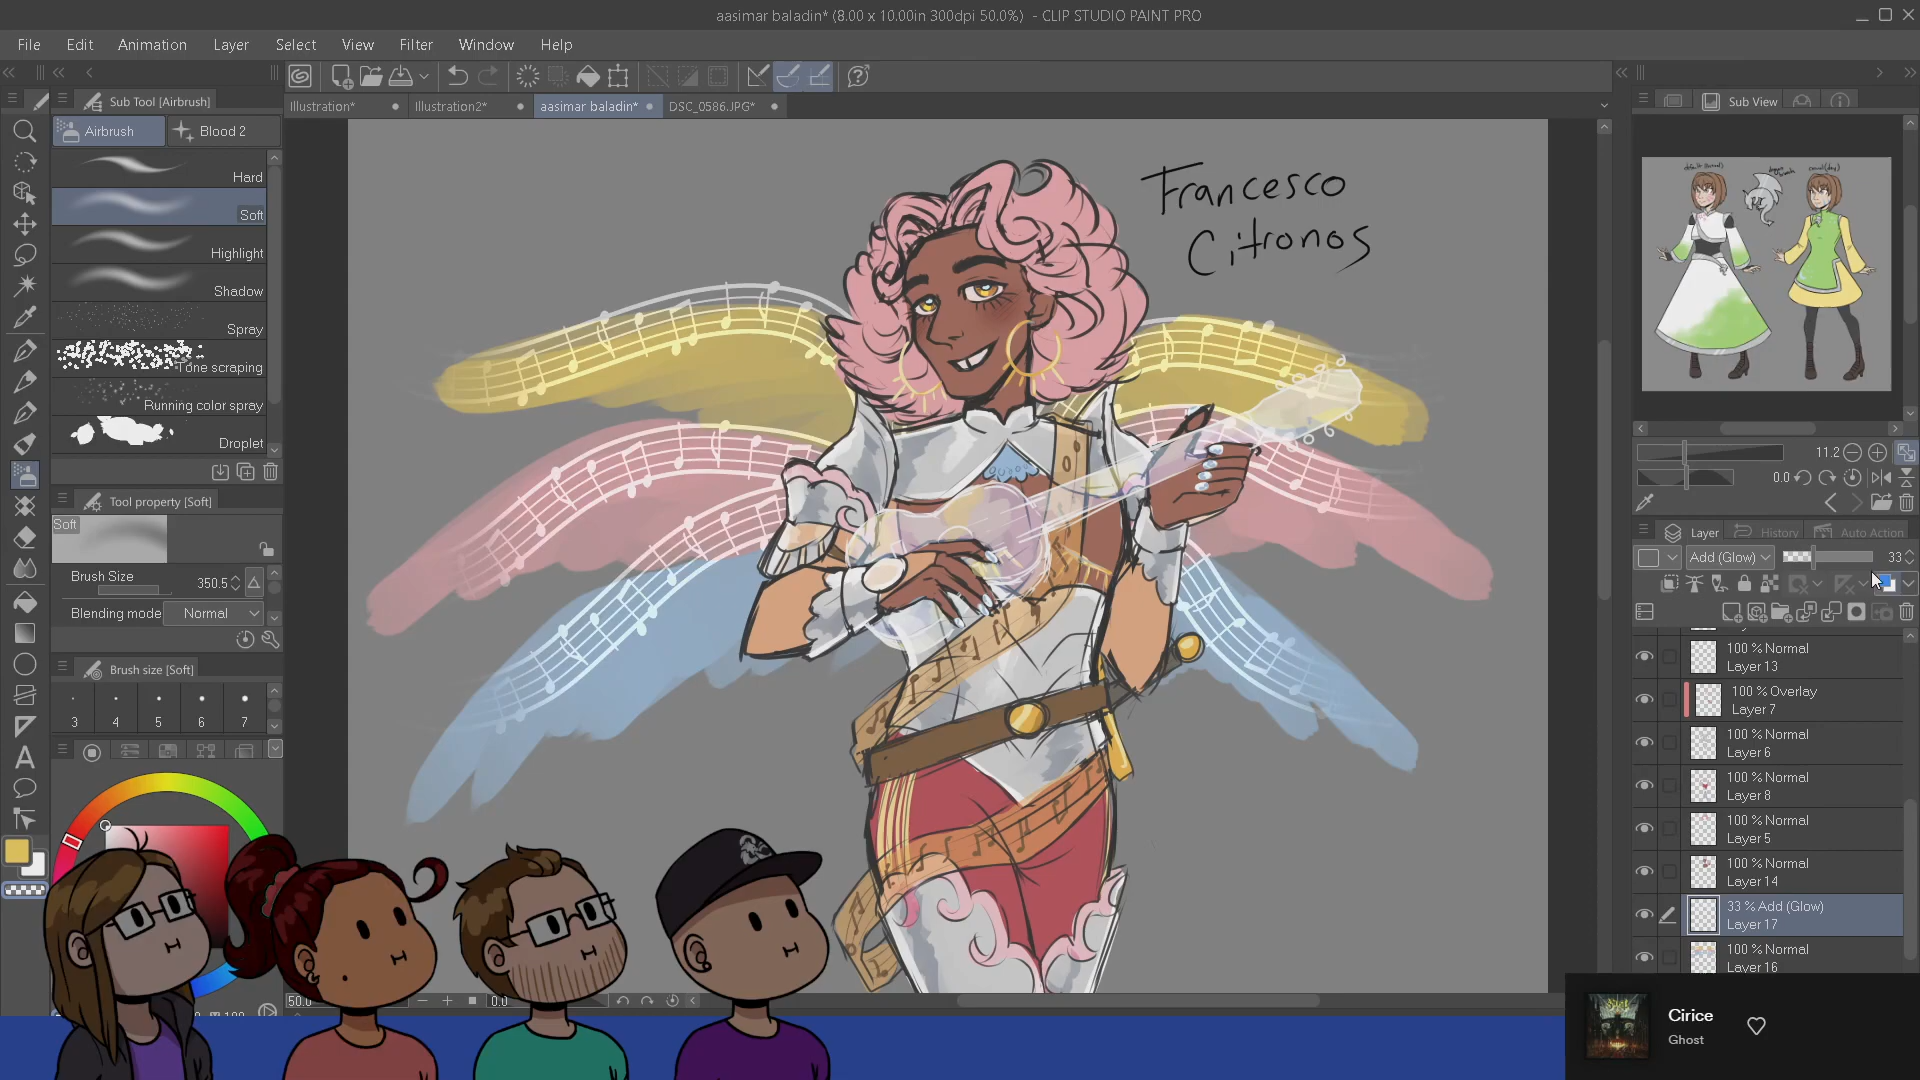 aasimar baladin* (8.00 x 10.00in 300dpi 50.0%) - CLIP STUDIO PAINT PRO
File Edit Animation Layer Select View Filter Window Help
Sub Tool [Airbrush]
Airbrush
Blood 2
Hard
Soft
Highlight
Shadow
Spray
Tone scraping
Running color spray
Droplet
Tool property [Soft]
Soft
Brush Size 350.5
Blending mode Normal
Brush size [Soft]
3 4 5 6 7
Illustration* Illustration2* aasimar baladin* DSC_0586.JPG*
Francesco
Citronos
50.0
0.0
Sub View
11.2
0.0
Layer History Auto Action
Add (Glow) 33
100 % Normal
Layer 13
100 % Overlay
Layer 7
100 % Normal
Layer 6
100 % Normal
Layer 8
100 % Normal
Layer 5
100 % Normal
Layer 14
33 % Add (Glow)
Layer 17
100 % Normal
Layer 16
Cirice
Ghost